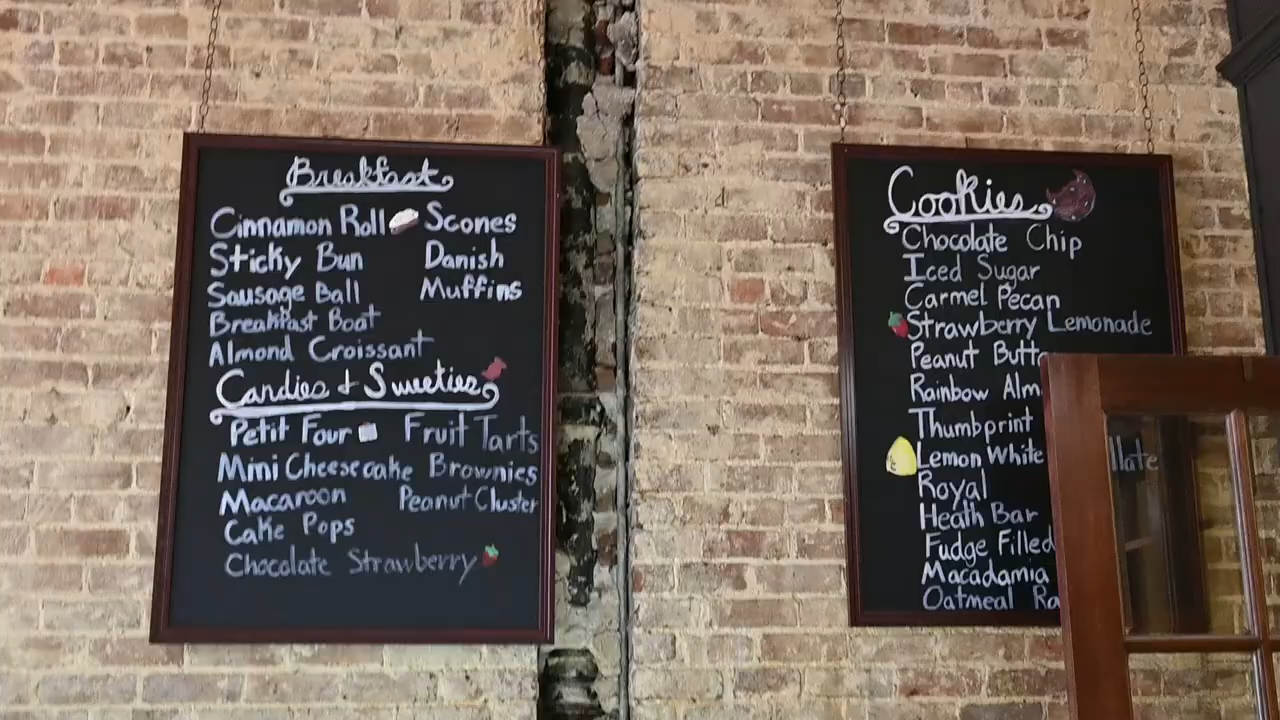 Breakfast
Cinnamon Roll Scones
Sticky Bun Danish
Sausage Ball Muffins
Breakfast Boat
Almond Croissant
Candies & Sweeties
Petit Four Fruit Tarts
Mini Cheesecake Brownies
Macaroon Peanut Cluster
Cake Pops
Chocolate Strawberry
Cookies
Chocolate Chip
Iced Sugar
Carmel Pecan
Strawberry Lemonade
Peanut
Rainbow
Thumbprint
Lemon White
Royal
Heath Bar
Fudge Filled
Macadamia
Oatmeal